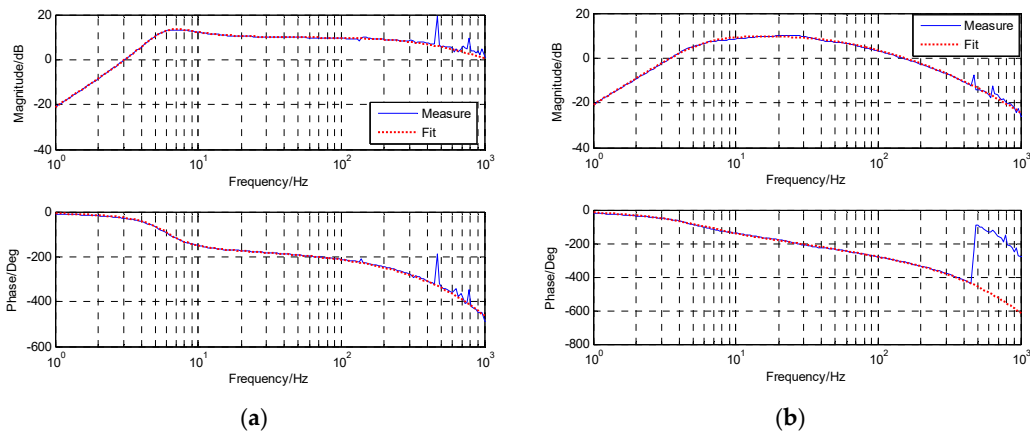 20
0
-20
-40
Magnitude/dB
10^0
10^1
10^2
10^3
Frequency/Hz
Measure
Fit
0
-200
-400
-600
Phase/Deg
10^0
10^1
10^2
10^3
Frequency/Hz
(a)
20
0
-20
-40
Magnitude/dB
10^0
10^1
10^2
10^3
Frequency/Hz
Measure
Fit
0
-200
-400
-600
-800
Phase/Deg
10^0
10^1
10^2
10^3
Frequency/Hz
(b)